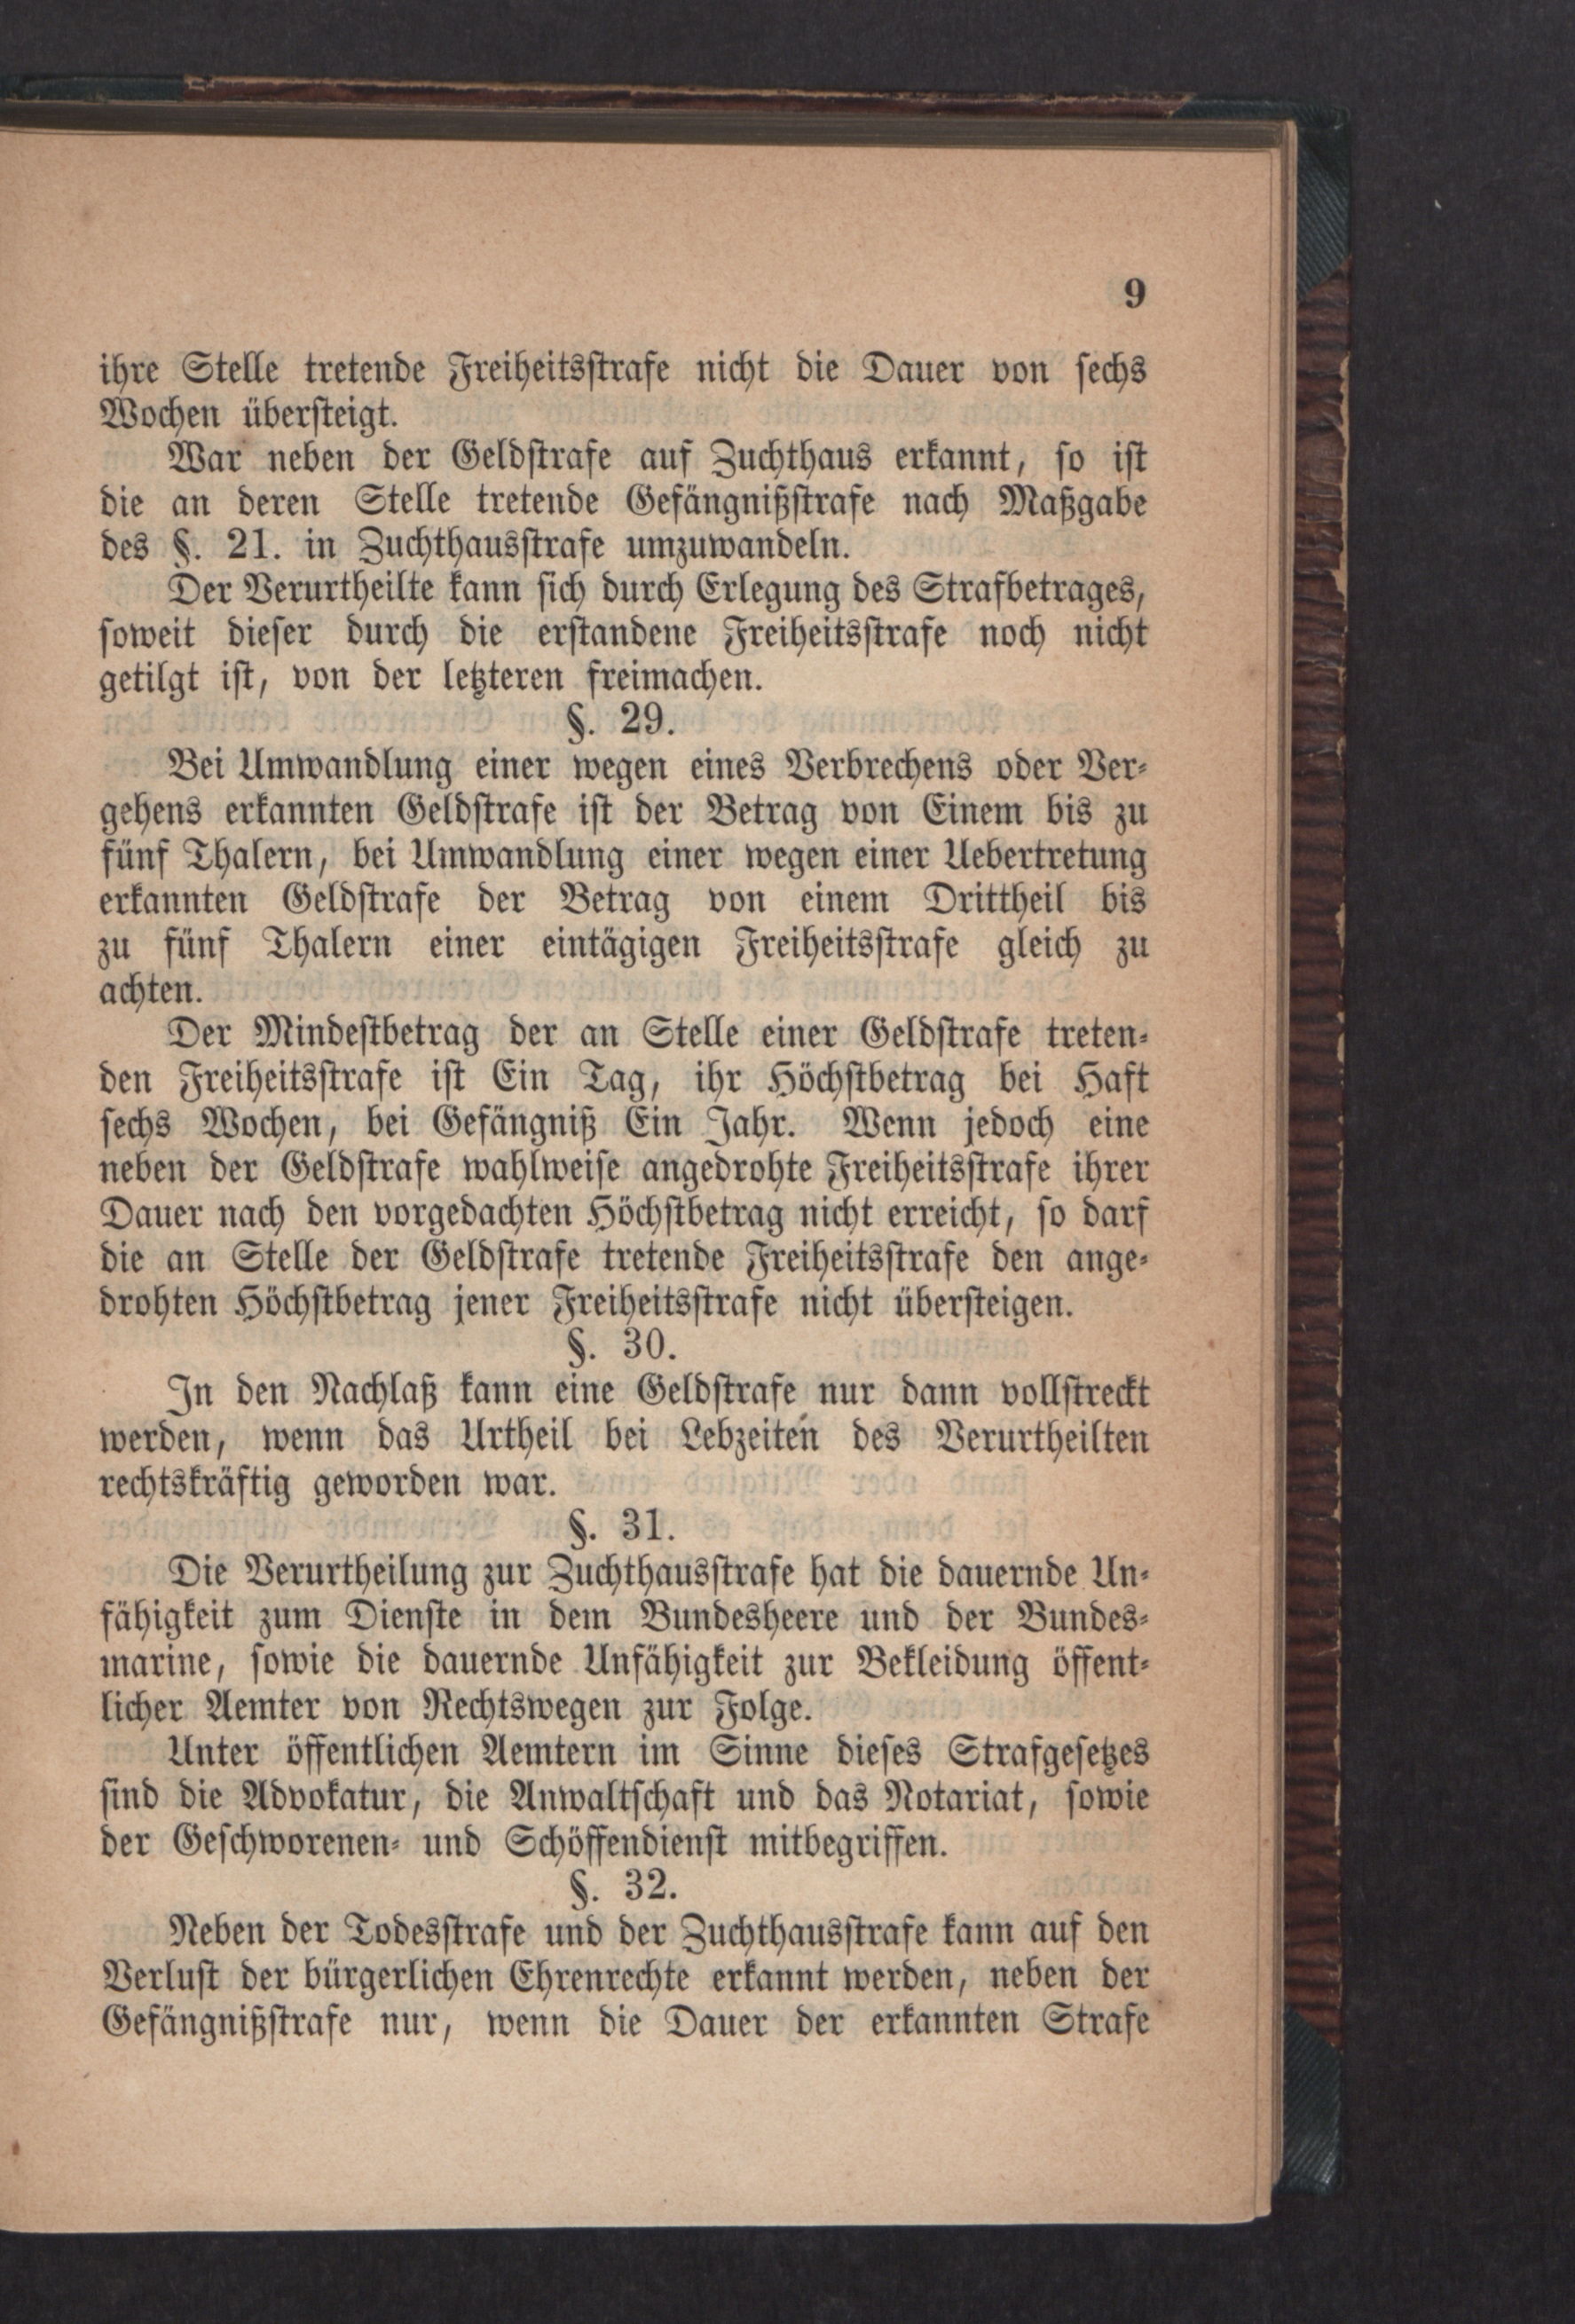 9
ihre Stelle tretende Freiheitsstrafe nicht die Dauer von sechs
Wochen übersteigt.
War neben der Geldstrafe auf Zuchthaus erkannt, so ist
die an deren Stelle tretende Gefängnißstrafe nach Maßgabe
des §. 21. in Zuchthausstrafe umzuwandeln.
Der Verurtheilte kann sich durch Erlegung des Strafbetrages,
soweit dieser durch die erstandene Freiheitsstrafe noch nicht
getilgt ist, von der letzteren freimachen.
§. 29.
Bei Umwandlung einer wegen eines Verbrechens oder Ver-
gehens erkannten Geldstrafe ist der Betrag von Einem bis zu
fünf Thalern, bei Umwandlung einer wegen einer Uebertretung
erkannten Geldstrafe der Betrag von einem Drittheil bis
zu fünf Thalern einer eintägigen Freiheitsstrafe gleich zu
achten.
Der Mindestbetrag der an Stelle einer Geldstrafe treten-
den Freiheitsstrafe ist Ein Tag, ihr Höchstbetrag bei Haft
sechs Wochen, bei Gefängniß Ein Jahr. Wenn jedoch eine
neben der Geldstrafe wahlweise angedrohte Freiheitsstrafe ihrer
Dauer nach den vorgedachten Höchstbetrag nicht erreicht, so darf
die an Stelle der Geldstrafe tretende Freiheitsstrafe den ange-
drohten Höchstbetrag jener Freiheitsstrafe nicht übersteigen.
§. 30.
In den Nachlaß kann eine Geldstrafe nur dann vollstreckt
werden, wenn das Urtheil bei Lebzeiten des Verurtheilten
rechtskräftig geworden war.
§. 31.
Die Verurtheilung zur Zuchthausstrafe hat die dauernde Un-
fähigkeit zum Dienste in dem Bundesheere und der Bundes-
marine, sowie die dauernde Unfähigkeit zur Bekleidung öffent-
licher Aemter von Rechtswegen zur Folge.
Unter öffentlichen Aemtern im Sinne dieses Strafgesetzes
sind die Advokatur, die Anwaltschaft und das Notariat, sowie
der Geschworenen- und Schöffendienst mitbegriffen.
§. 32.
Neben der Todesstrafe und der Zuchthausstrafe kann auf den
Verlust der bürgerlichen Ehrenrechte erkannt werden, neben der
Gefängnißstrafe nur, wenn die Dauer der erkannten Strafe